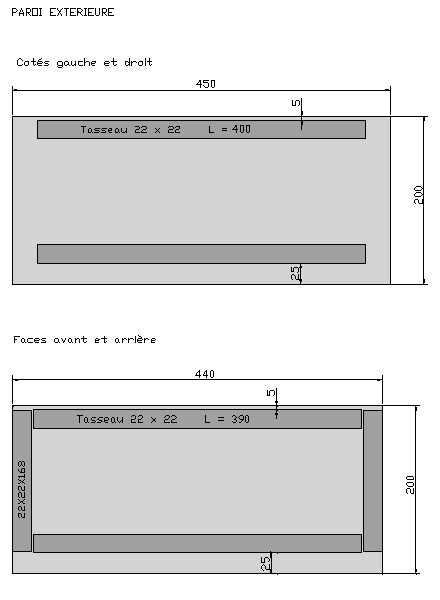 PAROI EXTERIEURE
Cotés gauche et droit
450
5
Tasseau 22 x 22 L = 400
200
25
Faces avant et arrière
440
5
Tasseau 22 x 22 L = 390
22X22X168
200
25